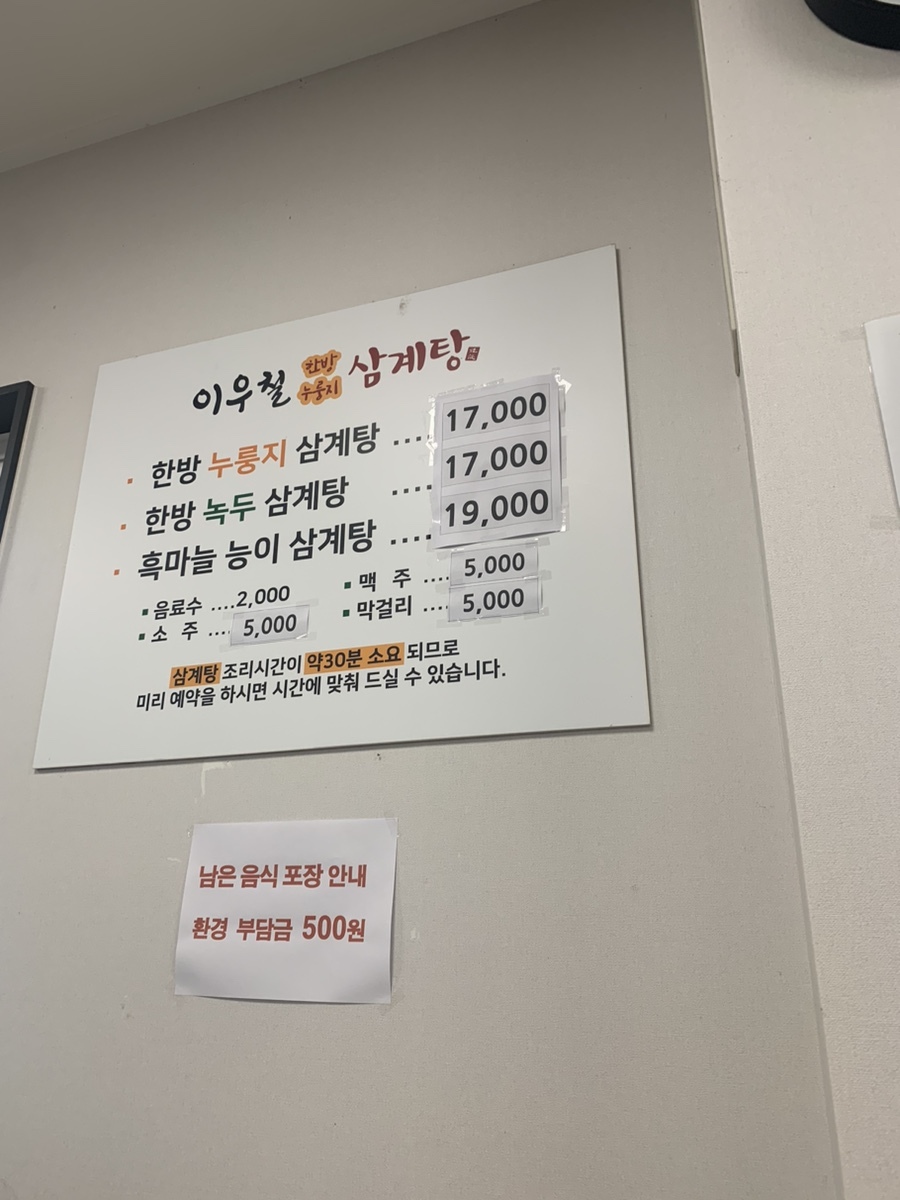 이우철 한방 누룽지 삼계탕
· 한방 누룽지 삼계탕 .... 17,000
· 한방 녹두 삼계탕 .... 17,000
· 흑마늘 능이 삼계탕 .... 19,000
▪ 음료수 ....2,000
▪ 소 주 .... 5,000
▪ 맥 주 .... 5,000
▪ 막걸리 .... 5,000
삼계탕 조리시간이 약30분 소요 되므로
미리 예약을 하시면 시간에 맞춰 드실 수 있습니다.
남은 음식 포장 안내
환경 부담금 500원